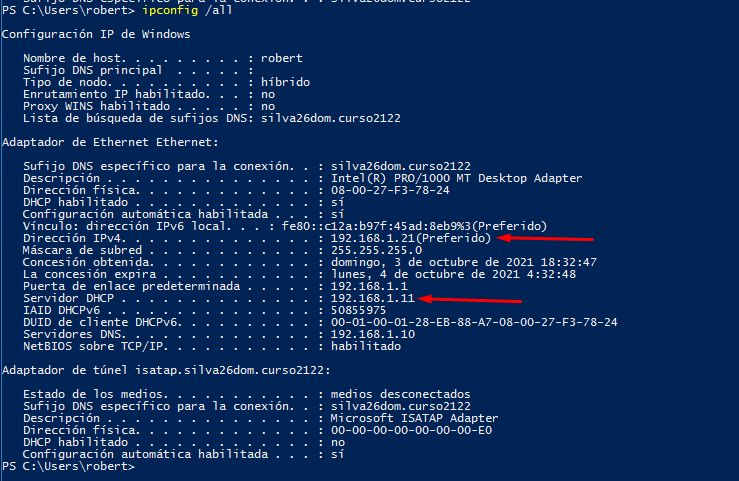 PS C:\Users\robert> ipconfig /all
Configuración IP de Windows
Nombre de host. . . . . . . . . : robert
Sufijo DNS principal . . . . . :
Tipo de nodo. . . . . . . . . . : híbrido
Enrutamiento IP habilitado. . . : no
Proxy WINS habilitado . . . . . : no
Lista de búsqueda de sufijos DNS: silva26dom.curso2122
Adaptador de Ethernet Ethernet:
Sufijo DNS específico para la conexión. . : silva26dom.curso2122
Descripción . . . . . . . . . . . . . . . : Intel(R) PRO/1000 MT Desktop Adapter
Dirección física. . . . . . . . . . . . . : 08-00-27-F3-78-24
DHCP habilitado . . . . . . . . . . . . . : sí
Configuración automática habilitada . . . : sí
Vínculo: dirección IPv6 local. . . : fe80::c12a:b97f:45ad:8eb9%3(Preferido)
Dirección IPv4. . . . . . . . . . . . . . : 192.168.1.21(Preferido)
Máscara de subred . . . . . . . . . . . . : 255.255.255.0
Concesión obtenida. . . . . . . . . . . . : domingo, 3 de octubre de 2021 18:32:47
La concesión expira . . . . . . . . . . . : lunes, 4 de octubre de 2021 4:32:48
Puerta de enlace predeterminada . . . . . : 192.168.1.1
Servidor DHCP . . . . . . . . . . . . . . : 192.168.1.11
IAID DHCPv6 . . . . . . . . . . . . . . . : 50855975
DUID de cliente DHCPv6. . . . . . . . . . : 00-01-00-01-28-EB-88-A7-08-00-27-F3-78-24
Servidores DNS. . . . . . . . . . . . . . : 192.168.1.10
NetBIOS sobre TCP/IP. . . . . . . . . . . : habilitado
Adaptador de túnel isatap.silva26dom.curso2122:
Estado de los medios. . . . . . . . . . . : medios desconectados
Sufijo DNS específico para la conexión. . : silva26dom.curso2122
Descripción . . . . . . . . . . . . . . . : Microsoft ISATAP Adapter
Dirección física. . . . . . . . . . . . . : 00-00-00-00-00-00-00-E0
DHCP habilitado . . . . . . . . . . . . . : no
Configuración automática habilitada . . . : sí
PS C:\Users\robert>